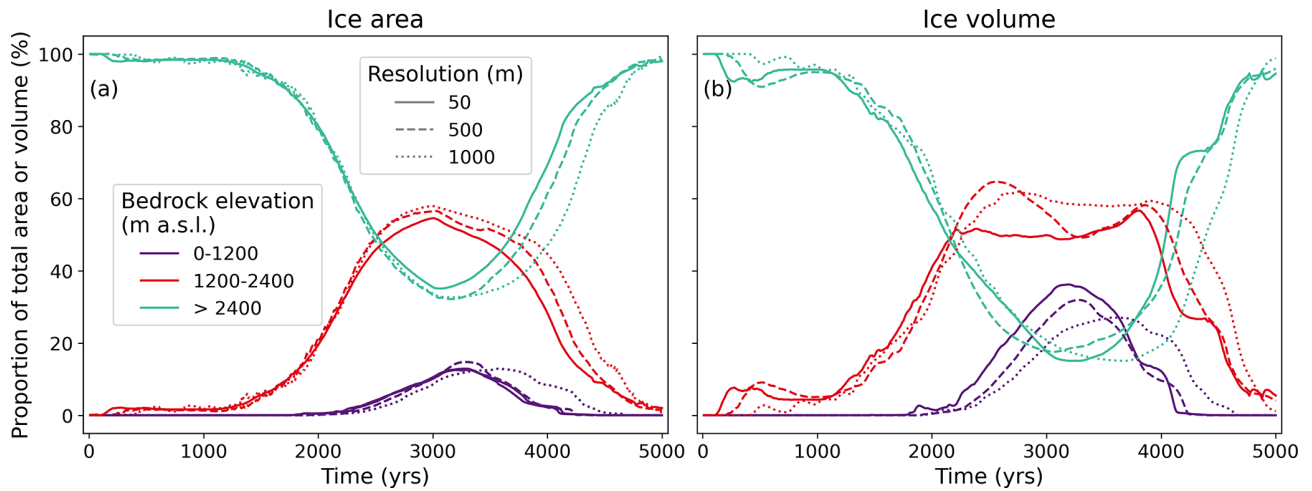 Ice area
Ice volume
Proportion of total area or volume (%)
100
80
60
40
20
0
(a)
Resolution (m)
50
500
1000
Bedrock elevation
(m a.s.l.)
0-1200
1200-2400
> 2400
0 1000 2000 3000 4000 5000
Time (yrs)
(b)
0 1000 2000 3000 4000 5000
Time (yrs)